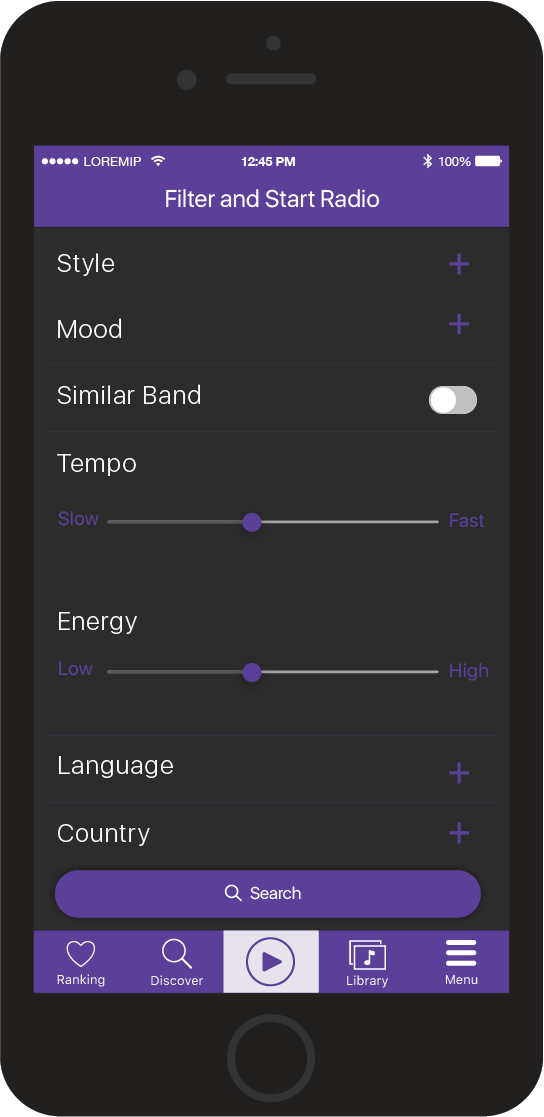 LOREMIP 12:45 PM 100%
Filter and Start Radio
Style
Mood
Similar Band
Tempo
Slow Fast
Energy
Low High
Language
Country
Search
Ranking Discover Library Menu